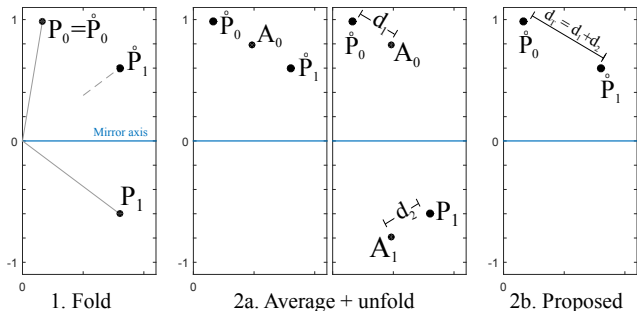 1
0
-1
0
P0=P̊0
P̊1
Mirror axis
P1
1. Fold
1
0
-1
0
P̊0
A0
P̊1
0
d1
P̊0
A0
d2
P1
A1
2a. Average + unfold
1
0
-1
0
dr = d1+d2
P̊0
P̊1
2b. Proposed